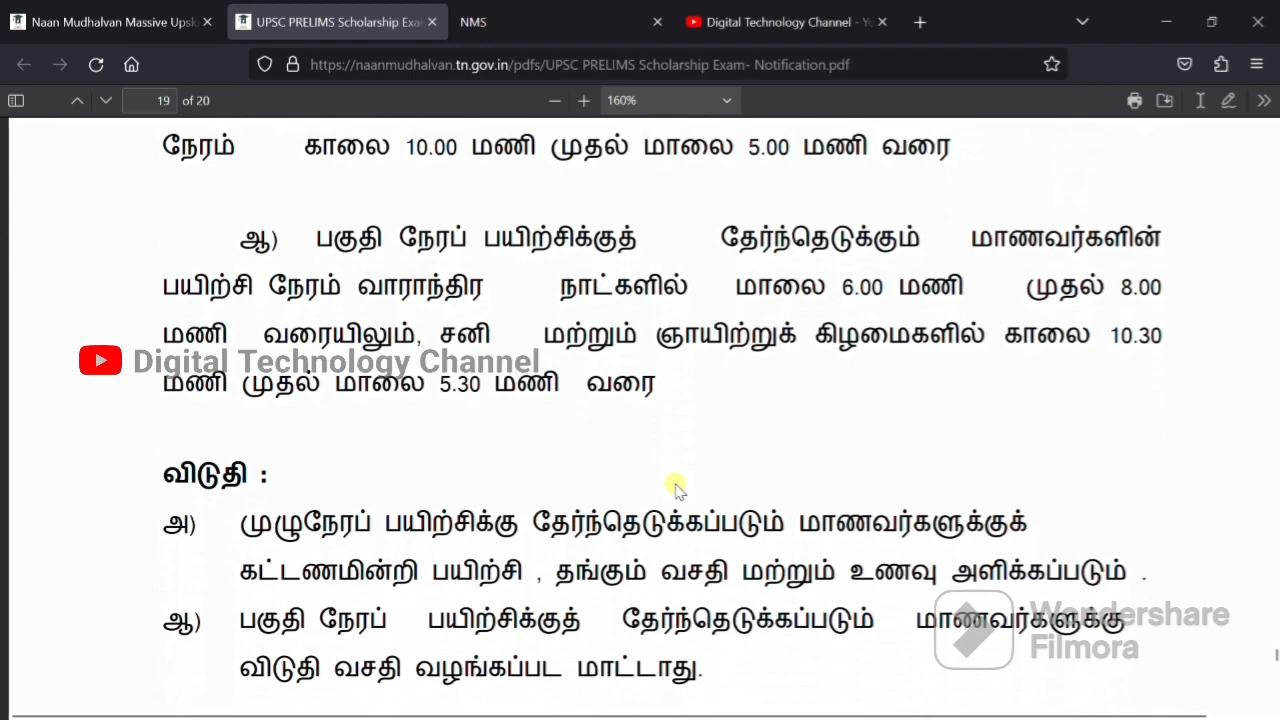 Naan Mudhalvan Massive Upski
UPSC PRELIMS Scholarship Exa
NMS
Digital Technology Channel - Yo
https://naanmudhalvan.tn.gov.in/pdfs/UPSC PRELIMS Scholarship Exam- Notification.pdf
19 of 20
160%
நேரம் காலை 10.00 மணி முதல் மாலை 5.00 மணி வரை
ஆ) பகுதி நேரப் பயிற்சிக்குத் தேர்ந்தெடுக்கும் மாணவர்களின்
பயிற்சி நேரம் வாராந்திர நாட்களில் மாலை 6.00 மணி முதல் 8.00
மணி வரையிலும், சனி மற்றும் ஞாயிற்றுக் கிழமைகளில் காலை 10.30
Digital Technology Channel
மணி முதல் மாலை 5.30 மணி வரை
விடுதி :
அ) முழுநேரப் பயிற்சிக்கு தேர்ந்தெடுக்கப்படும் மாணவர்களுக்குக்
கட்டணமின்றி பயிற்சி , தங்கும் வசதி மற்றும் உணவு அளிக்கப்படும் .
ஆ) பகுதி நேரப் பயிற்சிக்குத் தேர்ந்தெடுக்கப்படும் மாணவர்களுக்கு
Wondershare
Filmora
விடுதி வசதி வழங்கப்பட மாட்டாது.